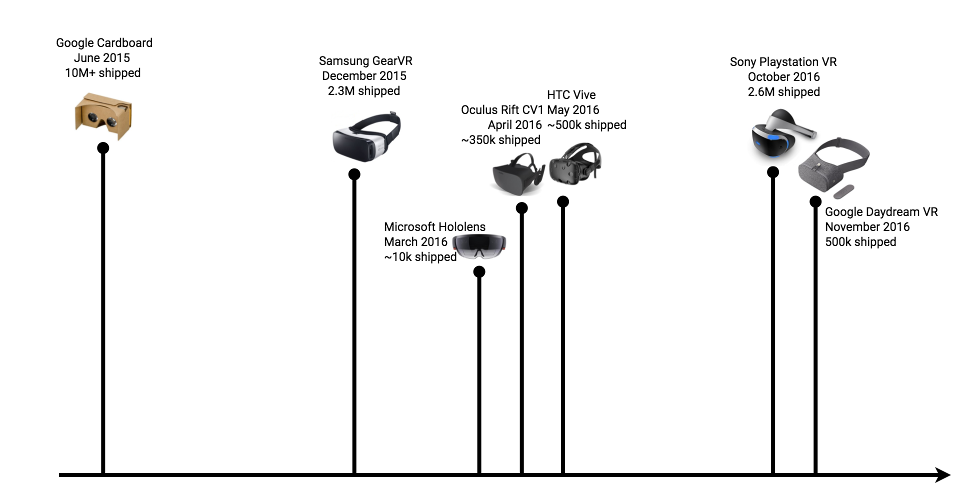 Google Cardboard
June 2015
10M+ shipped
Samsung GearVR
December 2015
2.3M shipped
Microsoft Hololens
March 2016
~10k shipped
Oculus Rift CV1
April 2016
~350k shipped
HTC Vive
May 2016
~500k shipped
Sony Playstation VR
October 2016
2.6M shipped
Google Daydream VR
November 2016
500k shipped